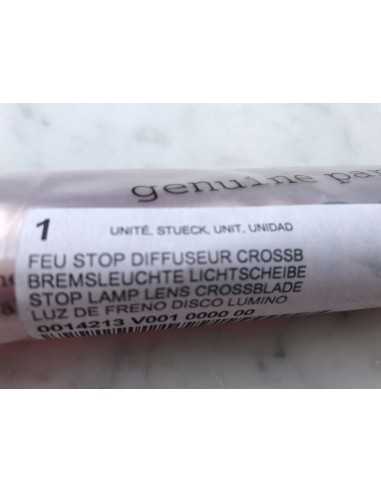 genuine par
1 UNITÉ, STUECK, UNIT, UNIDAD
FEU STOP DIFFUSEUR CROSSB
BREMSLEUCHTE LICHTSCHEIBE
STOP LAMP LENS CROSSBLADE
LUZ DE FRENO DISCO LUMINO
0014213 V001 0000 00